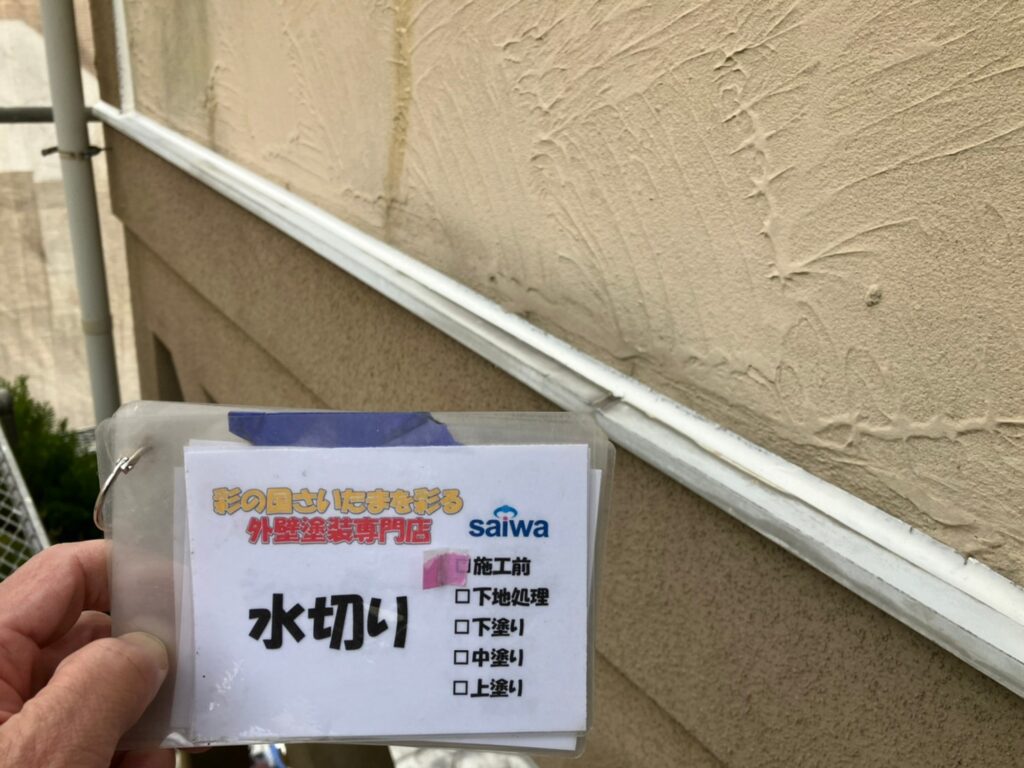 彩の国さいたまを彩る
外壁塗装専門店
saiwa
水切り
□施工前
□下地処理
□下塗り
□中塗り
□上塗り